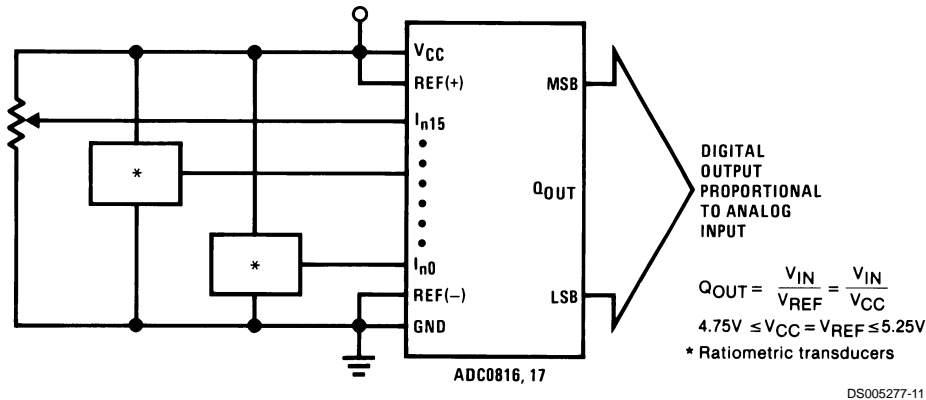 VCC
REF(+)
In15
In0
REF(–)
GND
MSB
QOUT
LSB
*
*
ADC0816, 17
DIGITAL
OUTPUT
PROPORTIONAL
TO ANALOG
INPUT
QOUT = VIN/VREF = VIN/VCC
4.75V ≤ VCC = VREF ≤ 5.25V
* Ratiometric transducers
DS005277-11